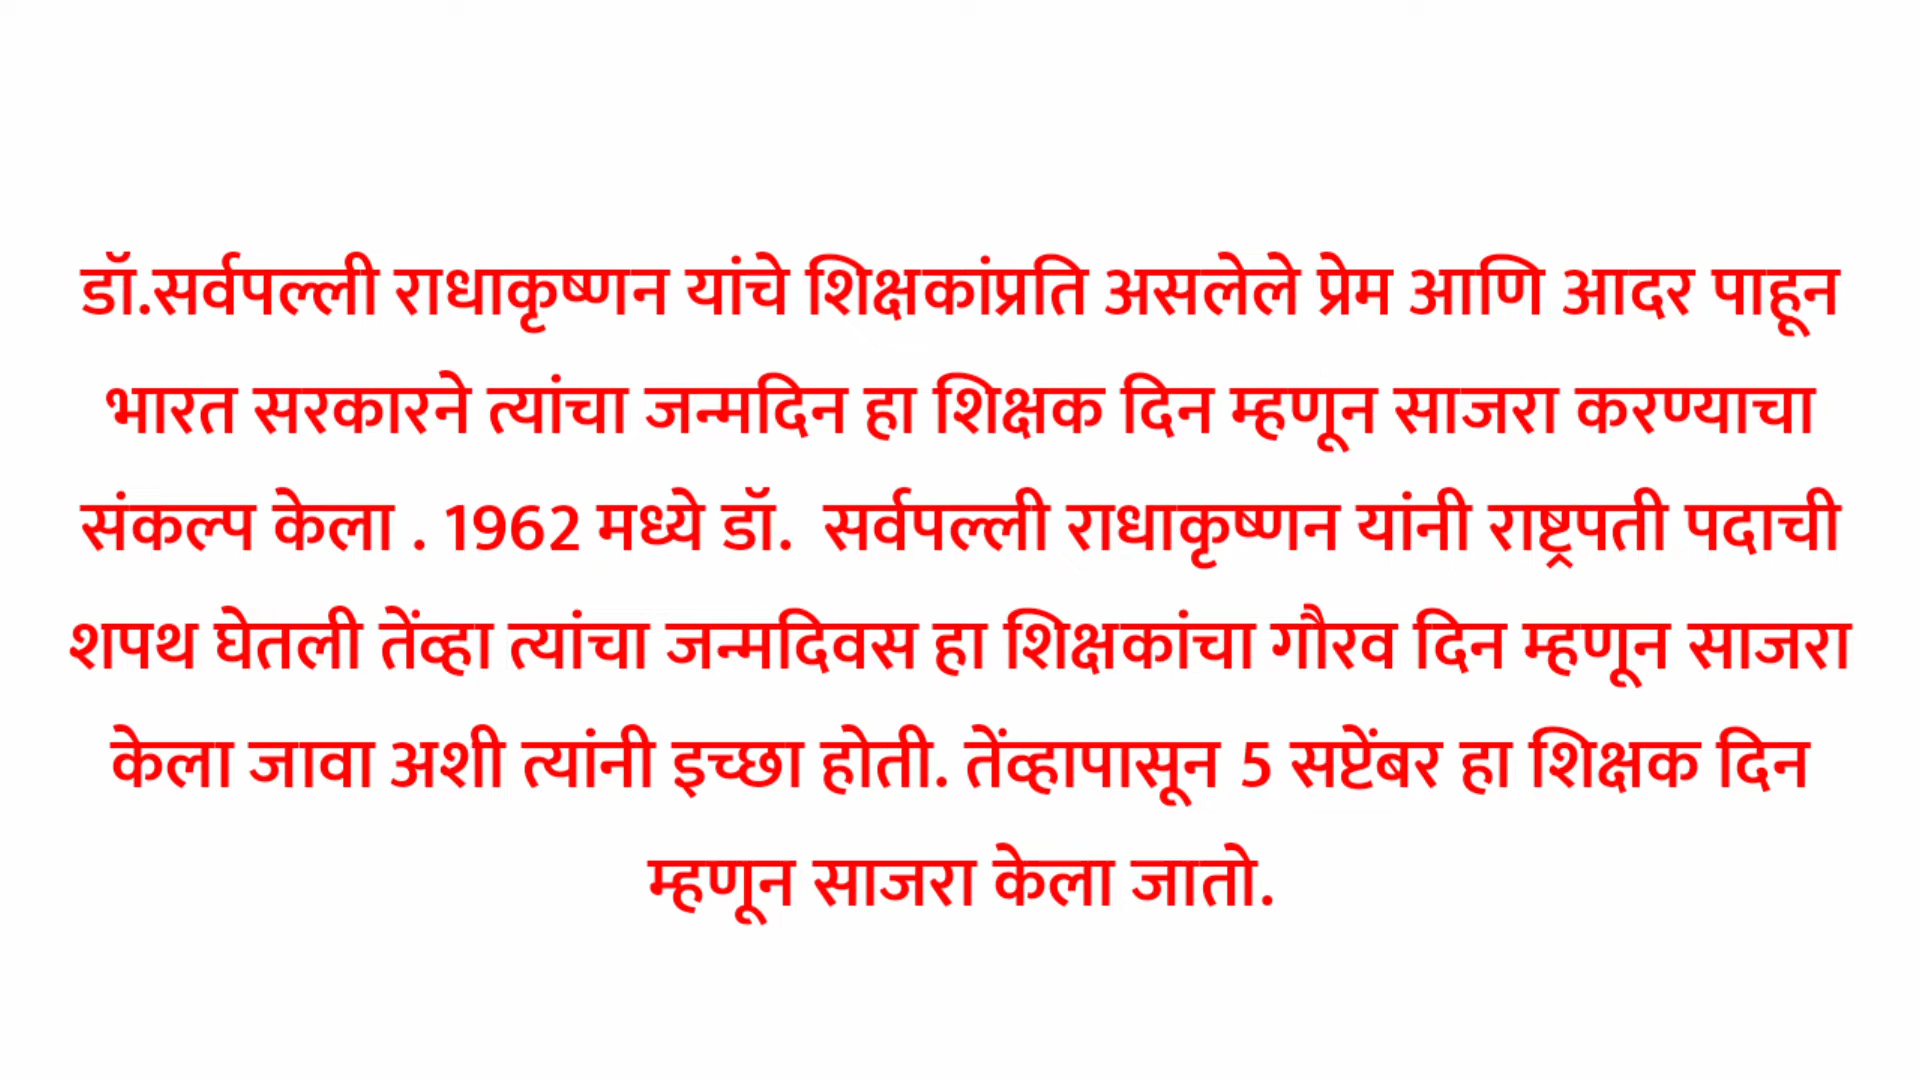 डॉ.सर्वपल्ली राधाकृष्णन यांचे शिक्षकांप्रति असलेले प्रेम आणि आदर पाहून
भारत सरकारने त्यांचा जन्मदिन हा शिक्षक दिन म्हणून साजरा करण्याचा
संकल्प केला . 1962 मध्ये डॉ.  सर्वपल्ली राधाकृष्णन यांनी राष्ट्रपती पदाची
शपथ घेतली तेंव्हा त्यांचा जन्मदिवस हा शिक्षकांचा गौरव दिन म्हणून साजरा
केला जावा अशी त्यांनी इच्छा होती. तेंव्हापासून 5 सप्टेंबर हा शिक्षक दिन
म्हणून साजरा केला जातो.